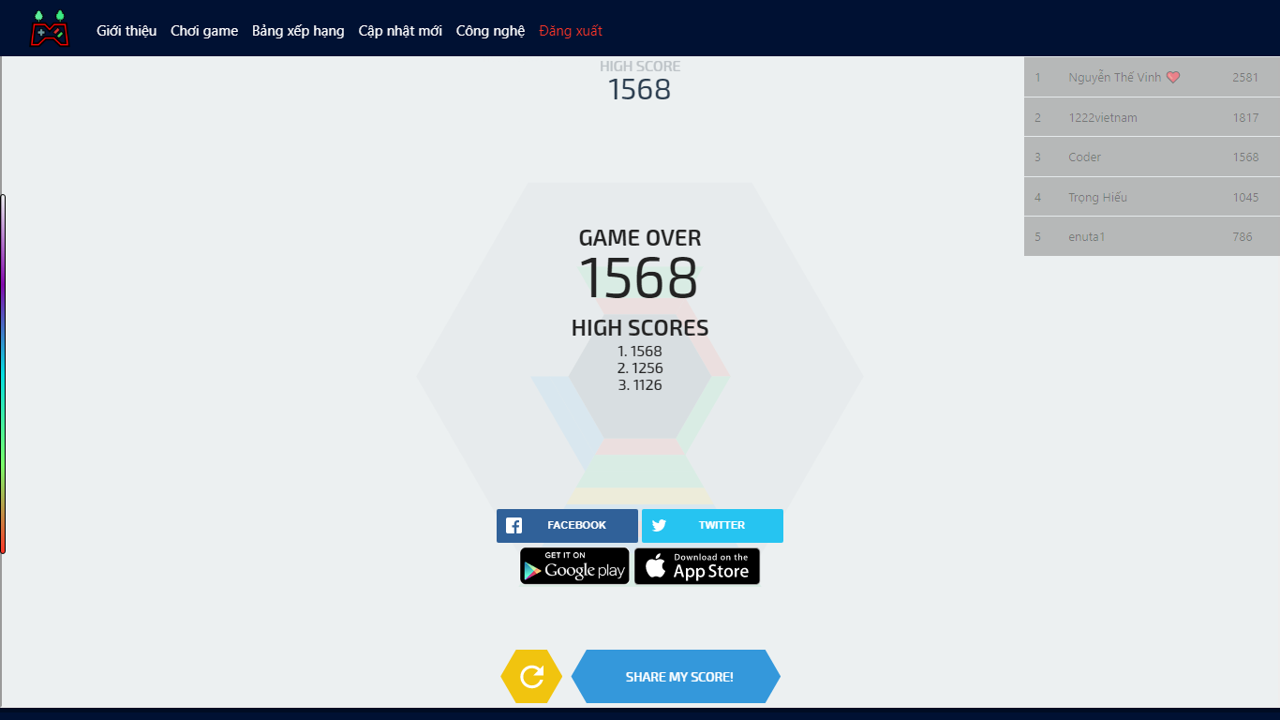 Giới thiệu Chơi game Bảng xếp hạng Cập nhật mới Công nghệ Đăng xuất
HIGH SCORE
1568
1 Nguyễn Thế Vinh 2581
2 1222vietnam 1817
3 Coder 1568
4 Trọng Hiếu 1045
5 enuta1 786
GAME OVER
1568
HIGH SCORES
1. 1568
2. 1256
3. 1126
FACEBOOK
TWITTER
GET IT ON
Google play
Download on the
App Store
SHARE MY SCORE!